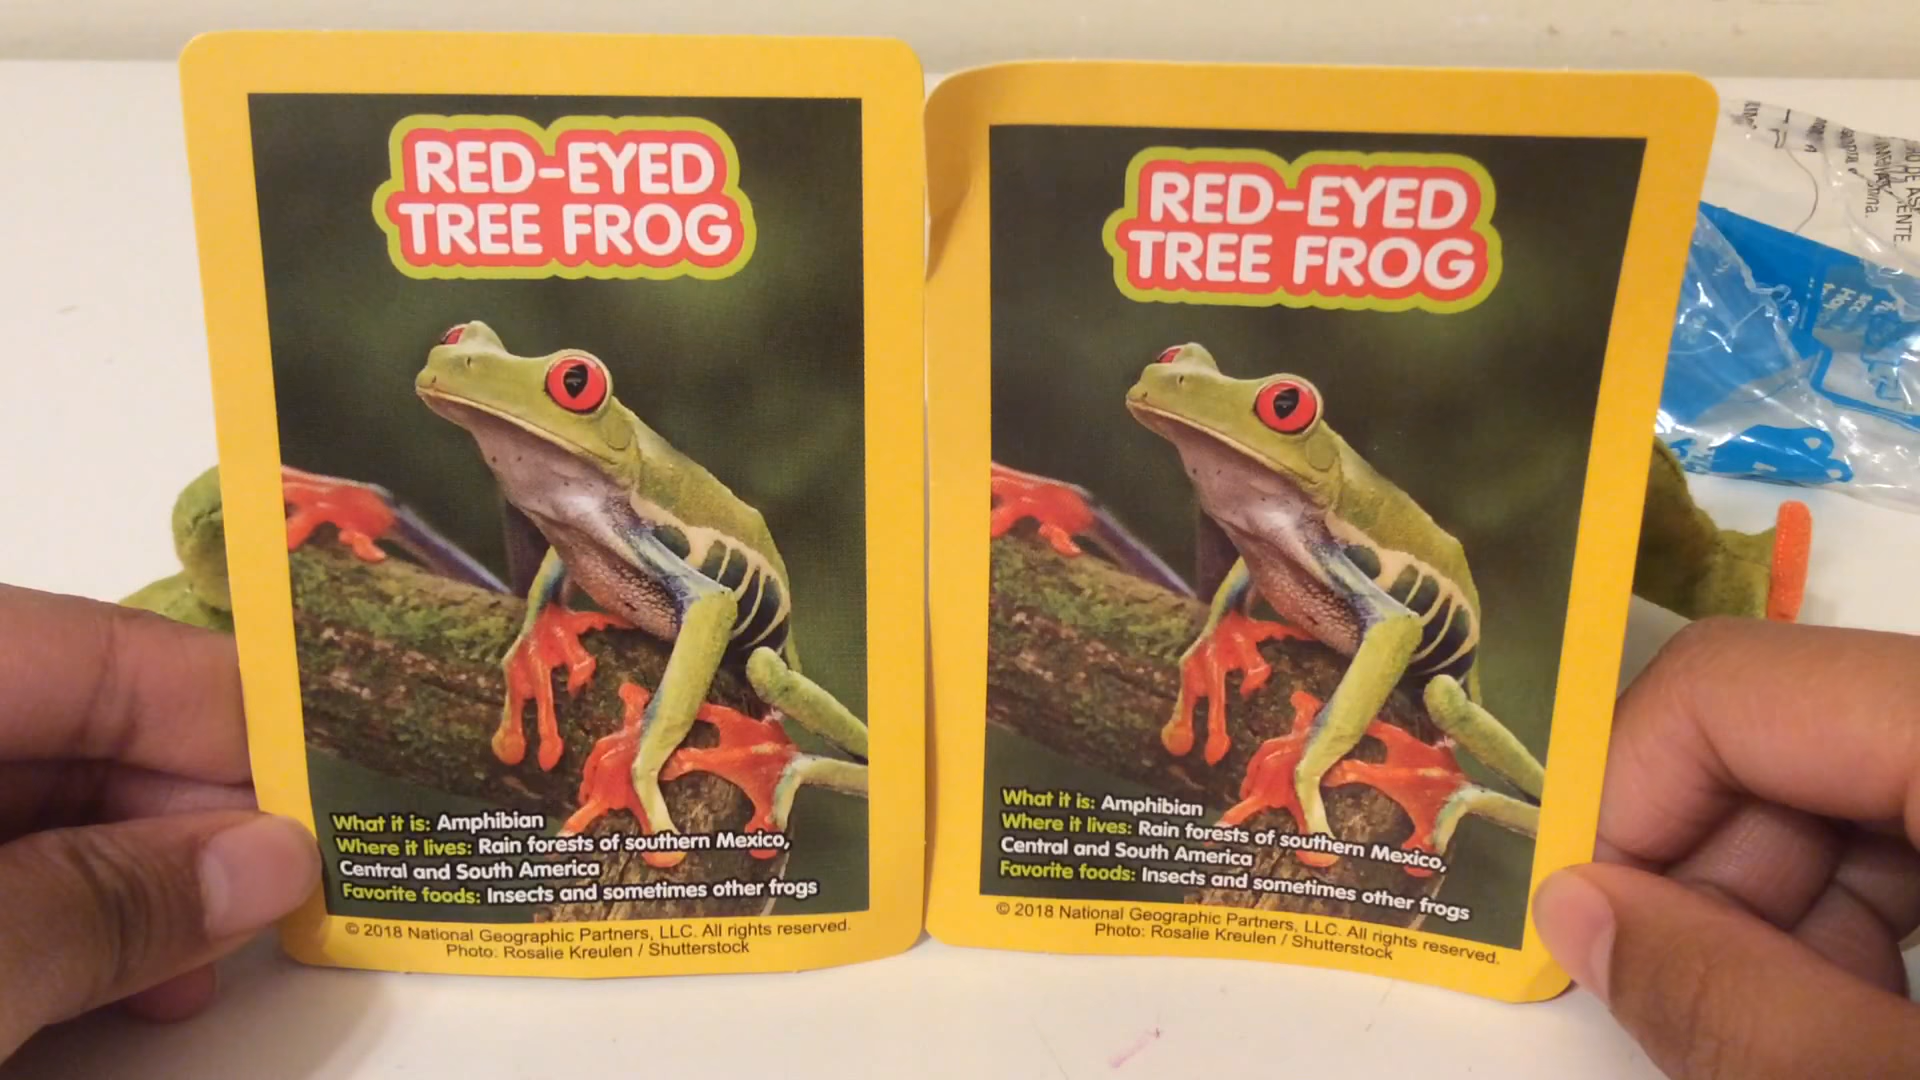 RED-EYED
TREE FROG
What it is: Amphibian
Where it lives: Rain forests of southern Mexico,
Central and South America
Favorite foods: Insects and sometimes other frogs
© 2018 National Geographic Partners, LLC. All rights reserved.
Photo: Rosalie Kreulen / Shutterstock
RED-EYED
TREE FROG
What it is: Amphibian
Where it lives: Rain forests of southern Mexico,
Central and South America
Favorite foods: Insects and sometimes other frogs
© 2018 National Geographic Partners, LLC. All rights reserved.
Photo: Rosalie Kreulen / Shutterstock